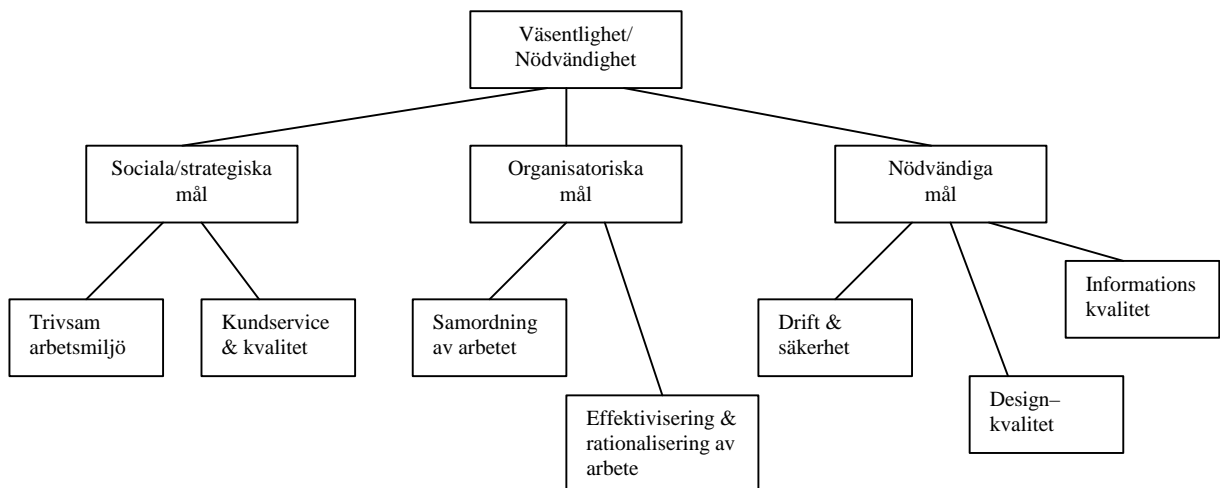 Väsentlighet/
Nödvändighet
Sociala/strategiska
mål
Organisatoriska
mål
Nödvändiga
mål
Trivsam
arbetsmiljö
Kundservice
& kvalitet
Samordning
av arbetet
Effektivisering &
rationalisering av
arbete
Drift &
säkerhet
Design–
kvalitet
Informations
kvalitet